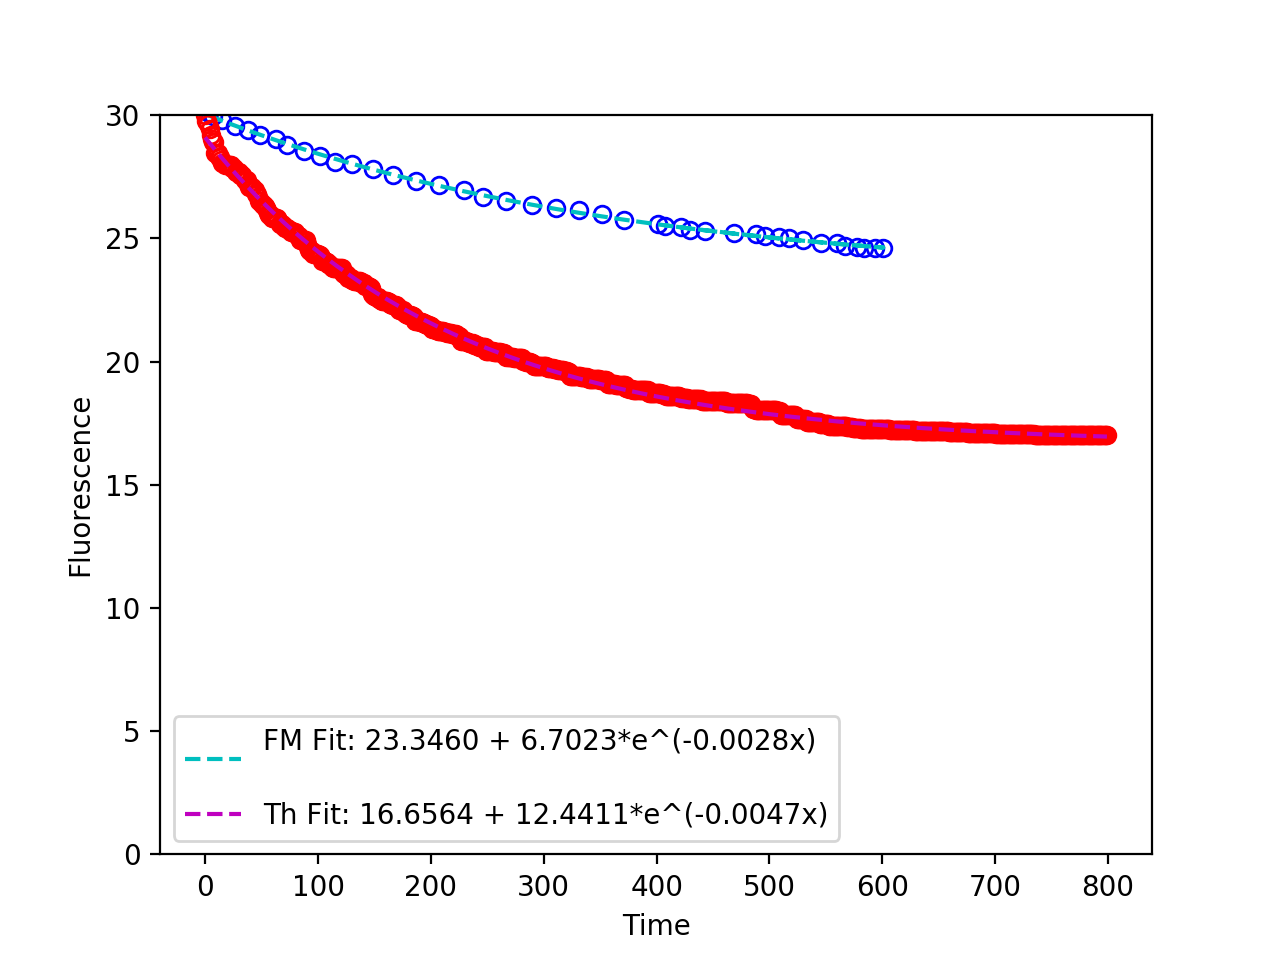 30
25
20
15
10
5
0
Fluorescence
FM Fit: 23.3460 + 6.7023*e^(-0.0028x)
Th Fit: 16.6564 + 12.4411*e^(-0.0047x)
0 100 200 300 400 500 600 700 800
Time